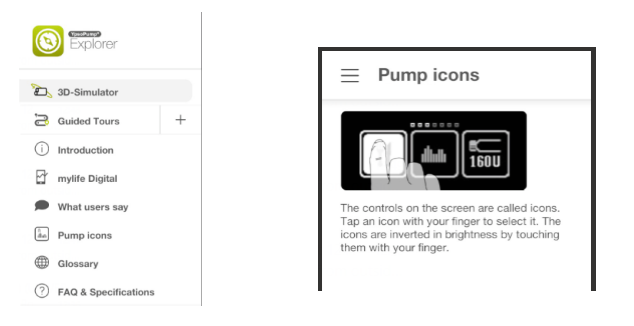 YpsoPump®
Explorer
3D-Simulator
Guided Tours +
Introduction
mylife Digital
What users say
Pump icons
Glossary
FAQ & Specifications
Pump icons
160U
The controls on the screen are called icons.
Tap an icon with your finger to select it. The
icons are inverted in brightness by touching
them with your finger.